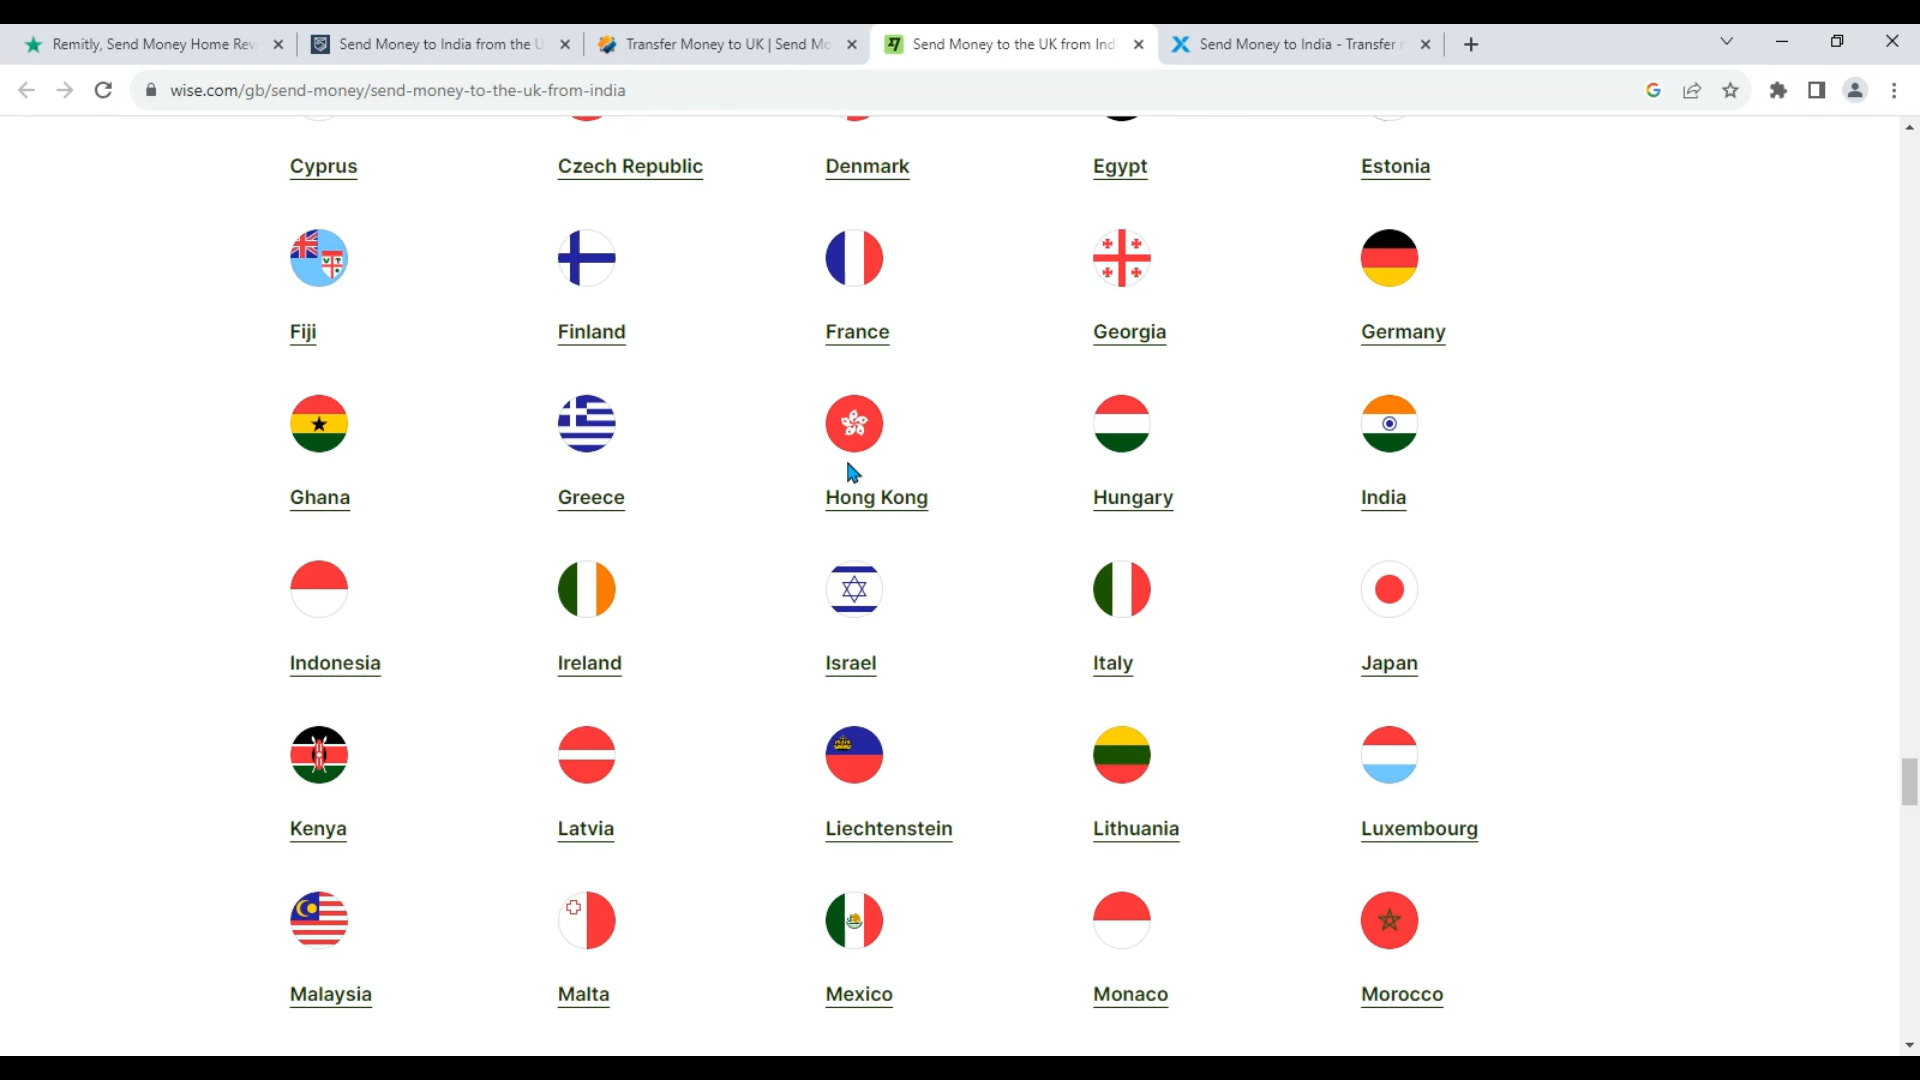 Remitly, Send Money Home Rev
Send Money to India from the U
Transfer Money to UK | Send Mo
Send Money to the UK from Ind
Send Money to India - Transfer
wise.com/gb/send-money/send-money-to-the-uk-from-india
Cyprus
Czech Republic
Denmark
Egypt
Estonia
Fiji
Finland
France
Georgia
Germany
Ghana
Greece
Hong Kong
Hungary
India
Indonesia
Ireland
Israel
Italy
Japan
Kenya
Latvia
Liechtenstein
Lithuania
Luxembourg
Malaysia
Malta
Mexico
Monaco
Morocco